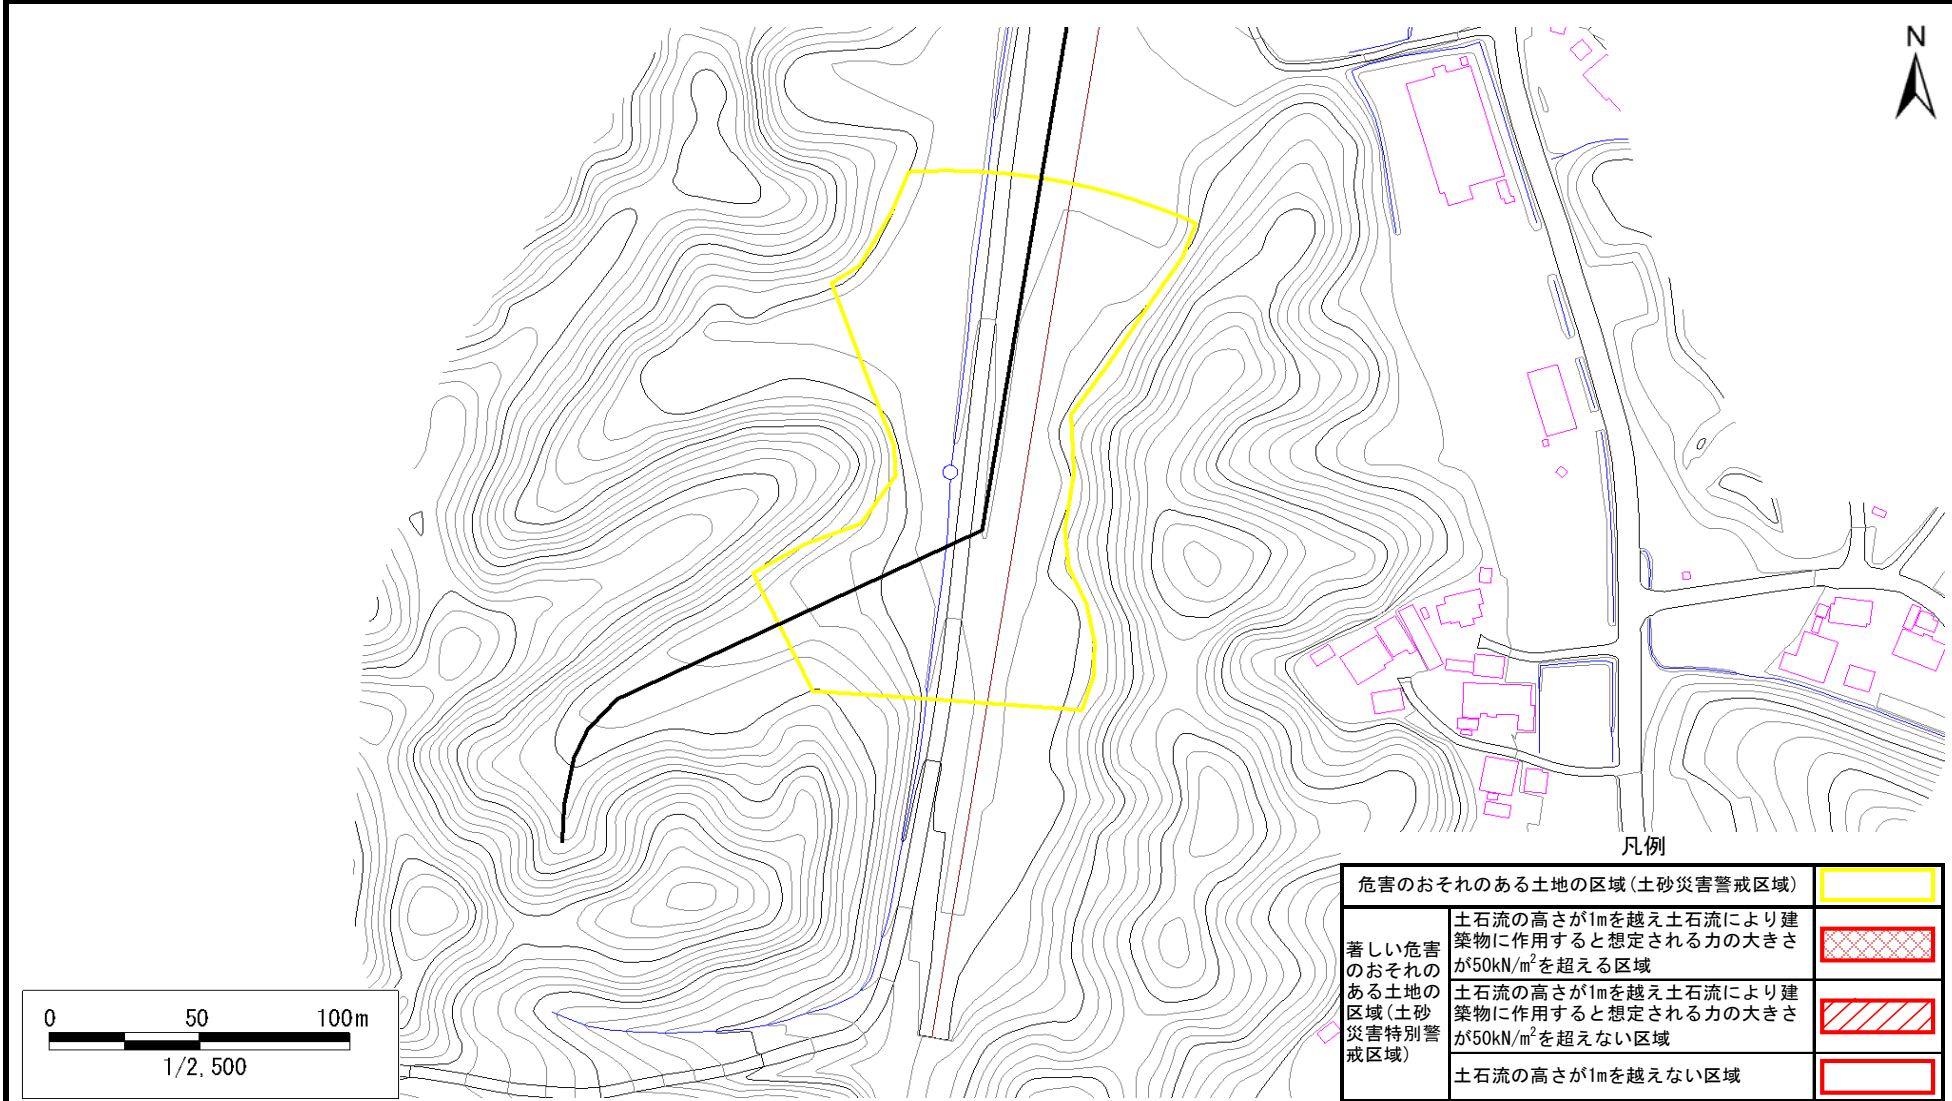 N
凡例
危害のおそれのある土地の区域(土砂災害警戒区域)
著しい危害
のおそれの
ある土地の
区域(土砂
災害特別警
戒区域)
土石流の高さが1mを越え土石流により建
築物に作用すると想定される力の大きさ
が50kN/m²を超える区域
土石流の高さが1mを越え土石流により建
築物に作用すると想定される力の大きさ
が50kN/m²を超えない区域
土石流の高さが1mを越えない区域
0 50 100m
1/2,500